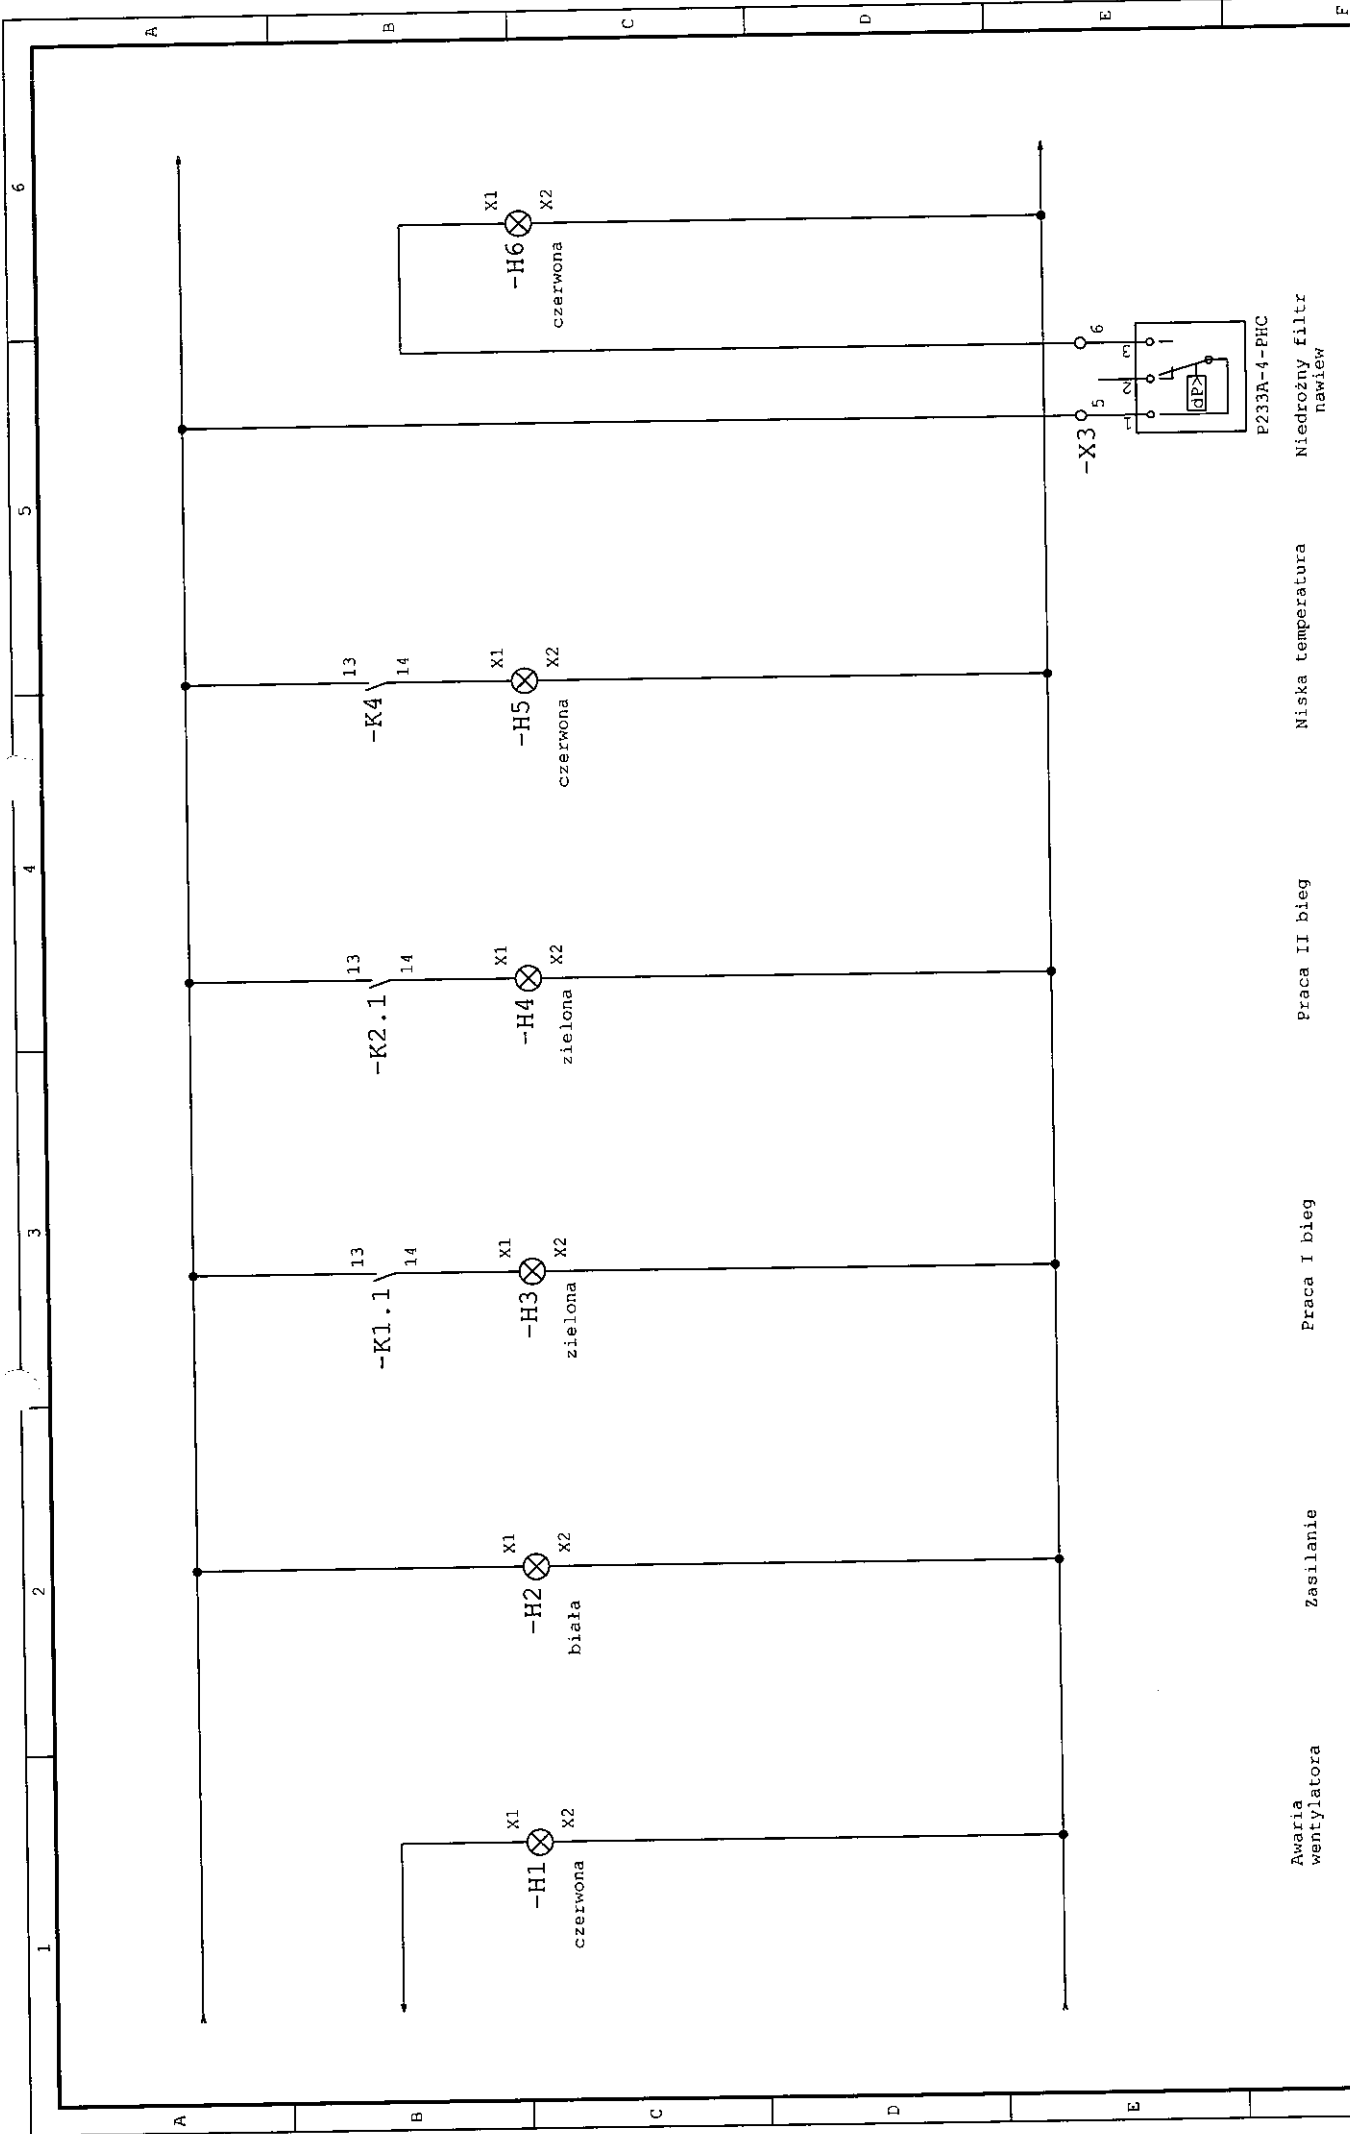 1
2
3
4
5
6
A
A
B
B
C
C
D
D
E
E
F
13
13
13
13
-K1.1
-K2.1
-K4
14
14
14
X1
X1
X1
X1
X1
X1
-H1
-H2
-H3
-H4
-H5
-H6
X2
X2
X2
X2
X2
X2
czerwona
biała
zielona
zielona
czerwona
czerwona
-X3
5
6
1
2
3
dP>
P233A-4-PHC
Awaria
wentylatora
Zasilanie
Praca I bieg
Praca II bieg
Niska temperatura
Niedrożny filtr
nawiew